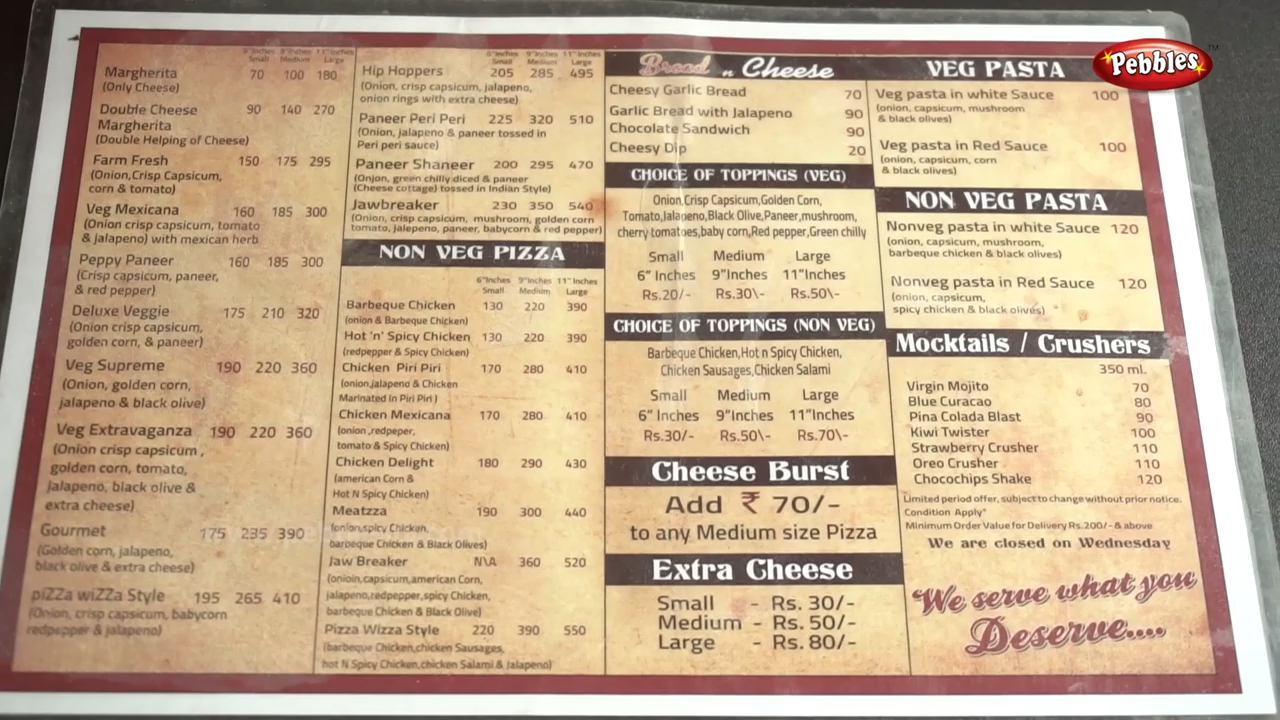 6"Inches 9"Inches 11"Inches
Small Medium Large
Margherita 70 100 180
(Only Cheese)
Double Cheese 90 140 270
Margherita
(Double Helping of Cheese)
Farm Fresh 150 175 295
(Onion,Crisp Capsicum,
corn & tomato)
Veg Mexicana 160 185 300
(Onion crisp capsicum, tomato
& jalapeno) with mexican herb
Peppy Paneer 160 185 300
(Crisp capsicum, paneer,
& red pepper)
Deluxe Veggie 175 210 320
(Onion crisp capsicum,
golden corn, & paneer)
Veg Supreme 190 220 360
(Onion, golden corn,
jalapeno & black olive)
Veg Extravaganza 190 220 360
(Onion crisp capsicum ,
golden corn, tomato,
jalapeno, black olive &
extra cheese)
Gourmet 175 235 390
(Golden corn, jalapeno,
black olive & extra cheese)
piZZa wiZZa Style 195 265 410
(Onion, crisp capsicum, babycorn
redpepper & jalapeno)
6"Inches 9"Inches 11"Inches
Small Medium Large
Hip Hoppers 205 285 495
(Onion, crisp capsicum, jalapeno,
onion rings with extra cheese)
Paneer Peri Peri 225 320 510
(Onion, jalapeno & paneer tossed in
Peri peri sauce)
Paneer Shaneer 200 295 470
(Onjon, green chilly diced & paneer
(Cheese cottage) tossed in Indian Style)
Jawbreaker 230 350 540
(Onion, crisp capsicum, mushroom, golden corn
tomato, jalepeno, paneer, babycorn & red pepper)
NON VEG PIZZA
6"Inches 9"Inches 11"Inches
Small Medium Large
Barbeque Chicken 130 220 390
(onion & Barbeque Chicken)
Hot 'n' Spicy Chicken 130 220 390
(redpepper & Spicy Chicken)
Chicken Piri Piri 170 280 410
(onion,jalapeno & Chicken
Marinated In Piri Piri )
Chicken Mexicana 170 280 410
(onion ,redpeper,
tomato & Spicy Chicken)
Chicken Delight 180 290 430
(american Corn &
Hot N Spicy Chicken)
Meatzza 190 300 440
(onion,spicy Chicken,
barbeque Chicken & Black Olives)
Jaw Breaker N\A 360 520
(onioin,capsicum,american Corn,
jalapeno,redpepper,spicy Chicken,
barbeque Chicken & Black Olive)
Pizza Wizza Style 220 390 550
(barbeque Chicken,chicken Sausages,
hot N Spicy Chicken,chicken Salami & Jalapeno)
Bread n Cheese
Cheesy Garlic Bread 70
Garlic Bread with Jalapeno 90
Chocolate Sandwich 90
Cheesy Dip 20
CHOICE OF TOPPINGS (VEG)
Onion,Crisp Capsicum,Golden Corn,
Tomato,Jalapeno,Black Olive,Paneer,mushroom,
cherry tomatoes,baby corn,Red pepper,Green chilly
Small Medium Large
6" Inches 9"Inches 11"Inches
Rs.20/- Rs.30\- Rs.50\-
CHOICE OF TOPPINGS (NON VEG)
Barbeque Chicken,Hot n Spicy Chicken,
Chicken Sausages,Chicken Salami
Small Medium Large
6" Inches 9"Inches 11"Inches
Rs.30/- Rs.50\- Rs.70\-
Cheese Burst
Add ₹ 70/-
to any Medium size Pizza
Extra Cheese
Small - Rs. 30/-
Medium - Rs. 50/-
Large - Rs. 80/-
VEG PASTA
Veg pasta in white Sauce 100
(onion, capsicum, mushroom
& black olives)
Veg pasta in Red Sauce 100
(onion, capsicum, corn
& black olives)
NON VEG PASTA
Nonveg pasta in white Sauce 120
(onion, capsicum, mushroom,
barbeque chicken & black olives)
Nonveg pasta in Red Sauce 120
(onion, capsicum,
spicy chicken & black olives)
Mocktails / Crushers
350 ml.
Virgin Mojito 70
Blue Curacao 80
Pina Colada Blast 90
Kiwi Twister 100
Strawberry Crusher 110
Oreo Crusher 110
Chocochips Shake 120
Limited period offer, subject to change without prior notice.
Condition Apply*
Minimum Order Value for Delivery Rs.200/- & above
We are closed on Wednesday
We serve what you
Deserve....
Pebbles TM